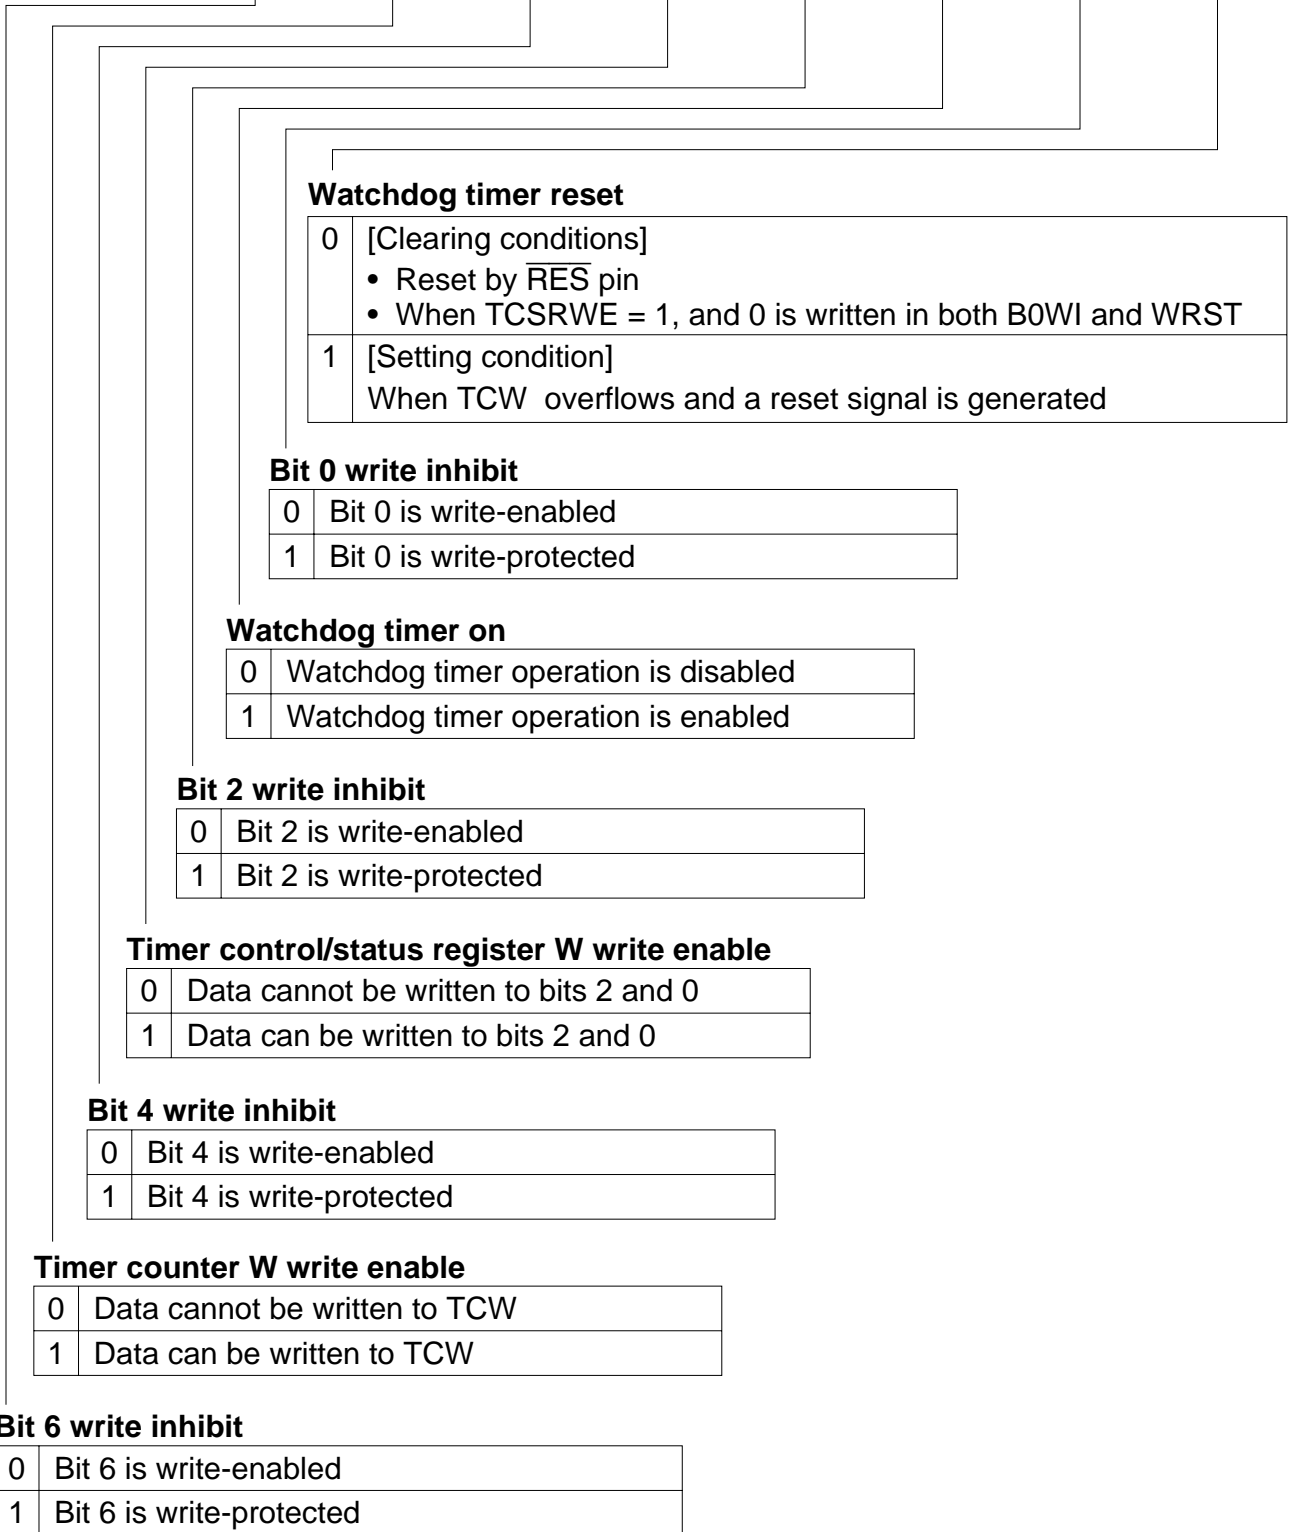 Watchdog timer reset
0 [Clearing conditions]
• Reset by R̅E̅S̅ pin
• When TCSRWE = 1, and 0 is written in both B0WI and WRST
1 [Setting condition]
When TCW overflows and a reset signal is generated
Bit 0 write inhibit
0 Bit 0 is write-enabled
1 Bit 0 is write-protected
Watchdog timer on
0 Watchdog timer operation is disabled
1 Watchdog timer operation is enabled
Bit 2 write inhibit
0 Bit 2 is write-enabled
1 Bit 2 is write-protected
Timer control/status register W write enable
0 Data cannot be written to bits 2 and 0
1 Data can be written to bits 2 and 0
Bit 4 write inhibit
0 Bit 4 is write-enabled
1 Bit 4 is write-protected
Timer counter W write enable
0 Data cannot be written to TCW
1 Data can be written to TCW
Bit 6 write inhibit
0 Bit 6 is write-enabled
1 Bit 6 is write-protected